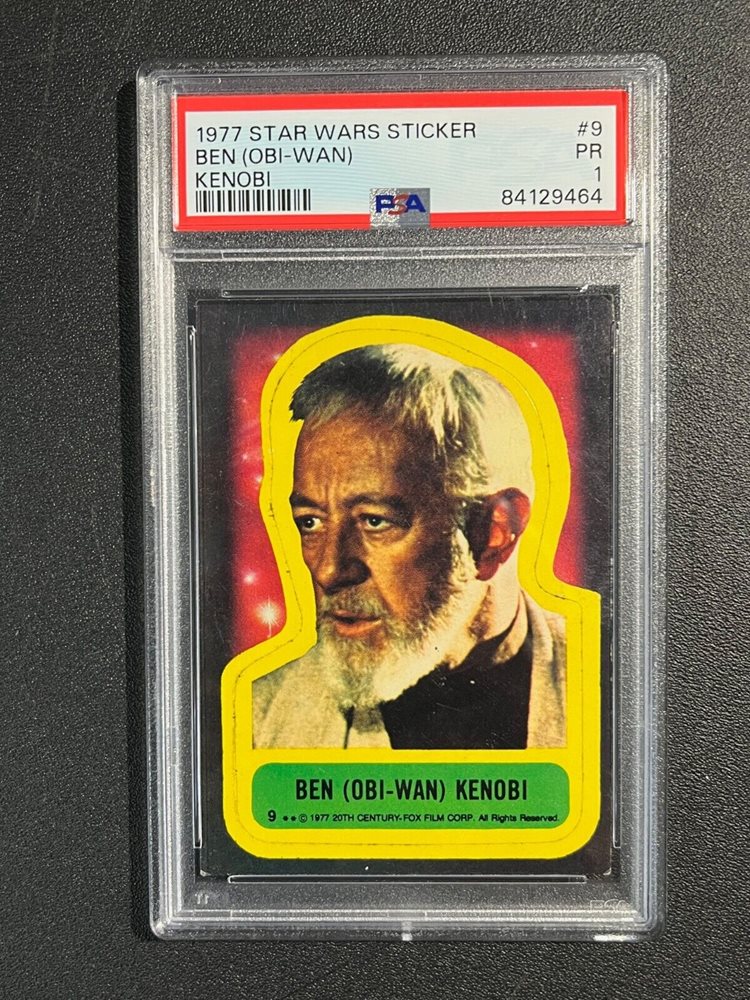 1977 STAR WARS STICKER #9
BEN (OBI-WAN) PR
KENOBI 1
PSA 84129464
BEN (OBI-WAN) KENOBI
9 ** © 1977 20TH CENTURY-FOX FILM CORP. All Rights Reserved.